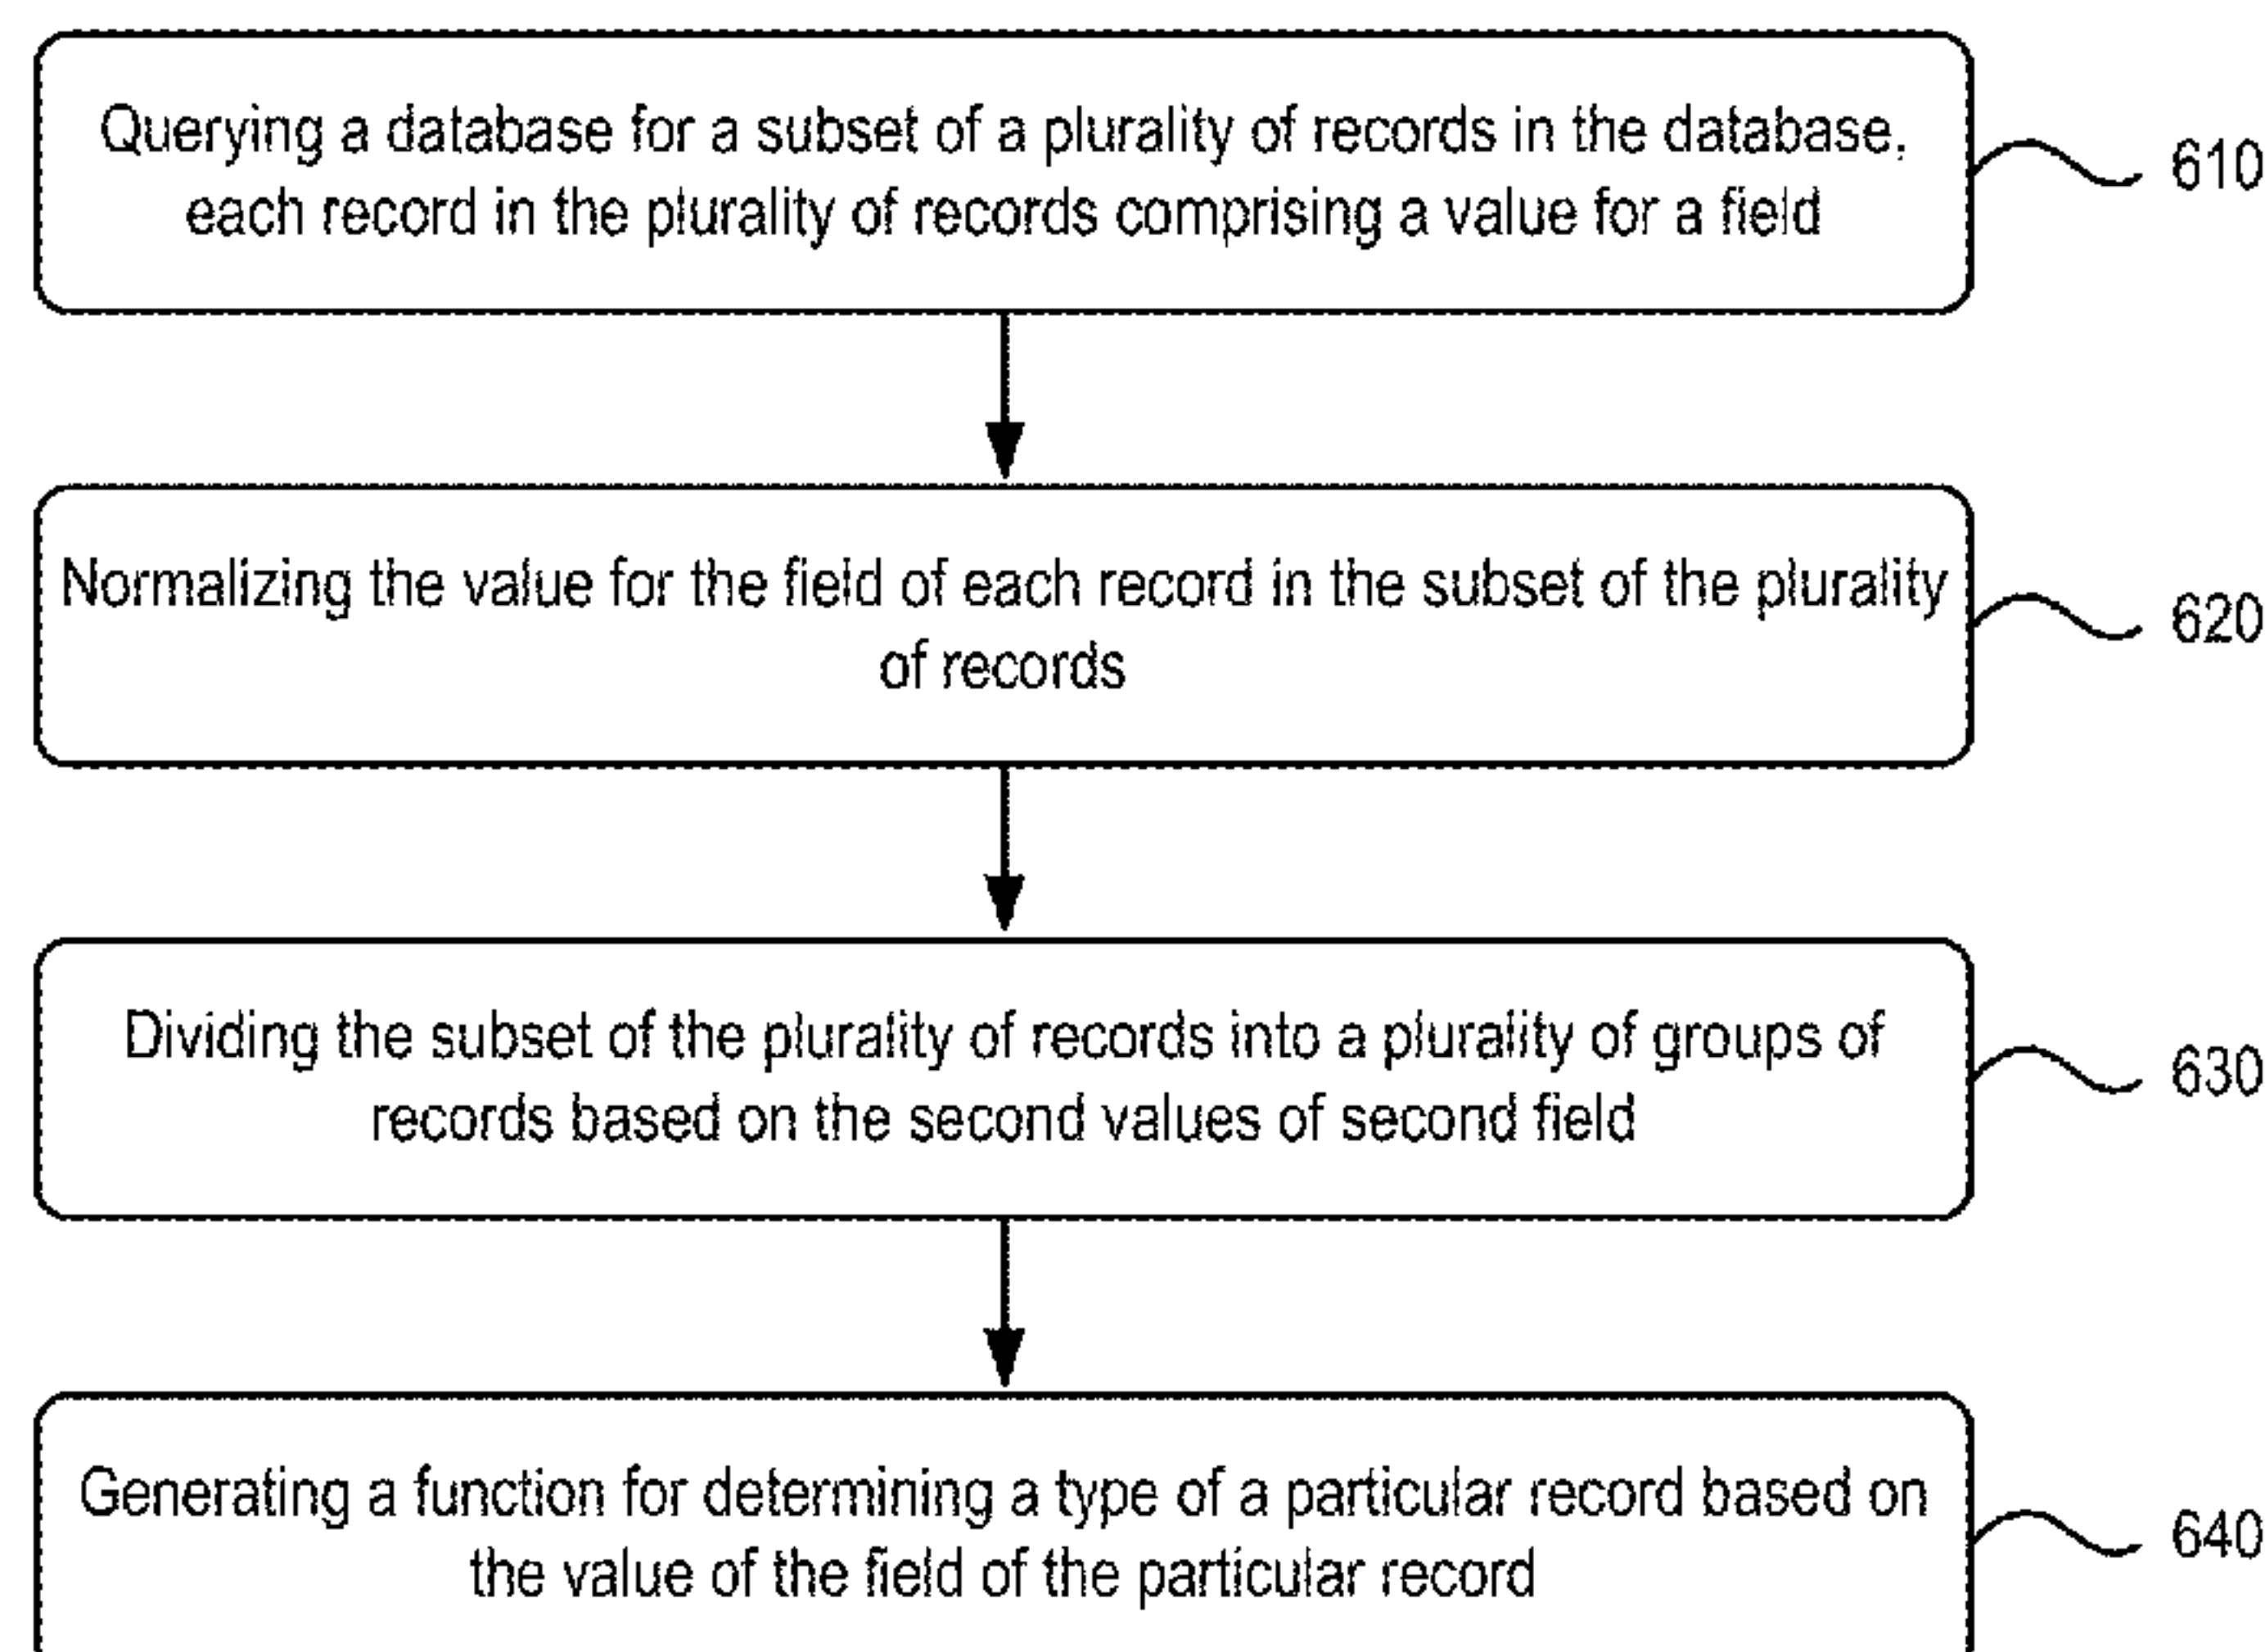 Querying a database for a subset of a plurality of records in the database,
each record in the plurality of records comprising a value for a field
610
Normalizing the value for the field of each record in the subset of the plurality
of records
620
Dividing the subset of the plurality of records into a plurality of groups of
records based on the second values of second field
630
Generating a function for determining a type of a particular record based on
the value of the field of the particular record
640